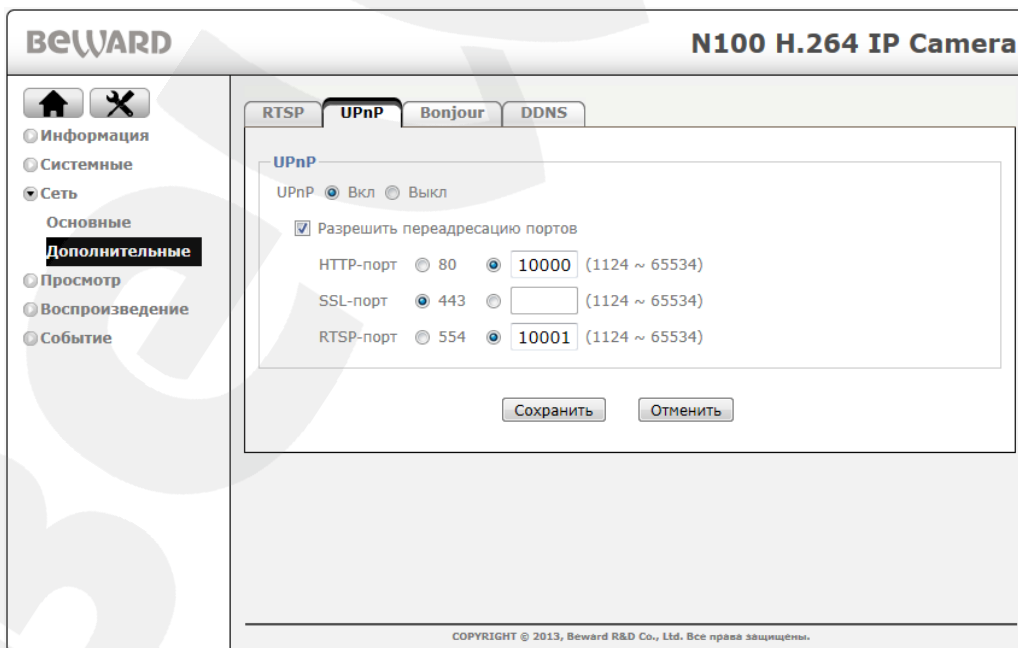 BEWARD
N100 H.264 IP Camera
Информация
Системные
Сеть
Основные
Дополнительные
Просмотр
Воспроизведение
Событие
RTSP UPnP Bonjour DDNS
UPnP
UPnP Вкл Выкл
Разрешить переадресацию портов
HTTP-порт 80 10000 (1124 ~ 65534)
SSL-порт 443 (1124 ~ 65534)
RTSP-порт 554 10001 (1124 ~ 65534)
Сохранить Отменить
COPYRIGHT © 2013, Beward R&D Co., Ltd. Все права защищены.